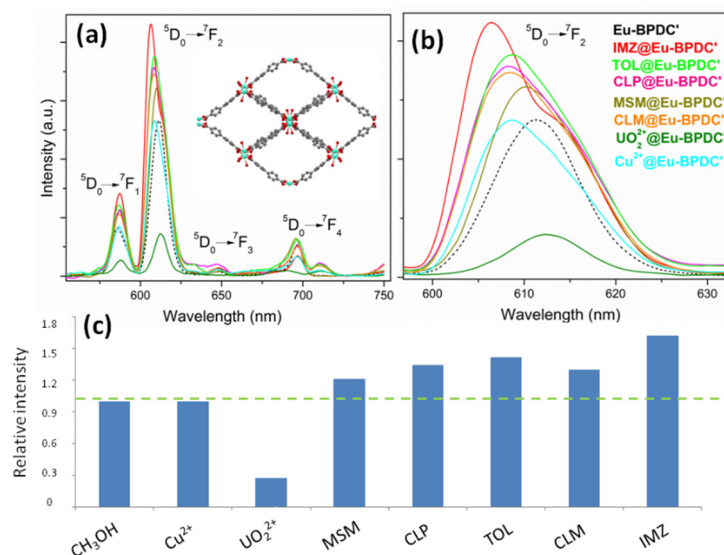 (a)
⁵D₀→⁷F₂
⁵D₀→⁷F₁
⁵D₀→⁷F₃
⁵D₀→⁷F₄
Intensity (a.u.)
600
650
700
750
Wavelength (nm)
(b)
⁵D₀→⁷F₂
Eu-BPDC'
IMZ@Eu-BPDC'
TOL@Eu-BPDC'
CLP@Eu-BPDC'
MSM@Eu-BPDC'
CLM@Eu-BPDC'
UO₂²⁺@Eu-BPDC'
Cu²⁺@Eu-BPDC'
600
610
620
630
Wavelength (nm)
(c)
Relative intensity
1.8
1.5
1.2
0.9
0.6
0.3
0
CH₃OH
Cu²⁺
UO₂²⁺
MSM
CLP
TOL
CLM
IMZ